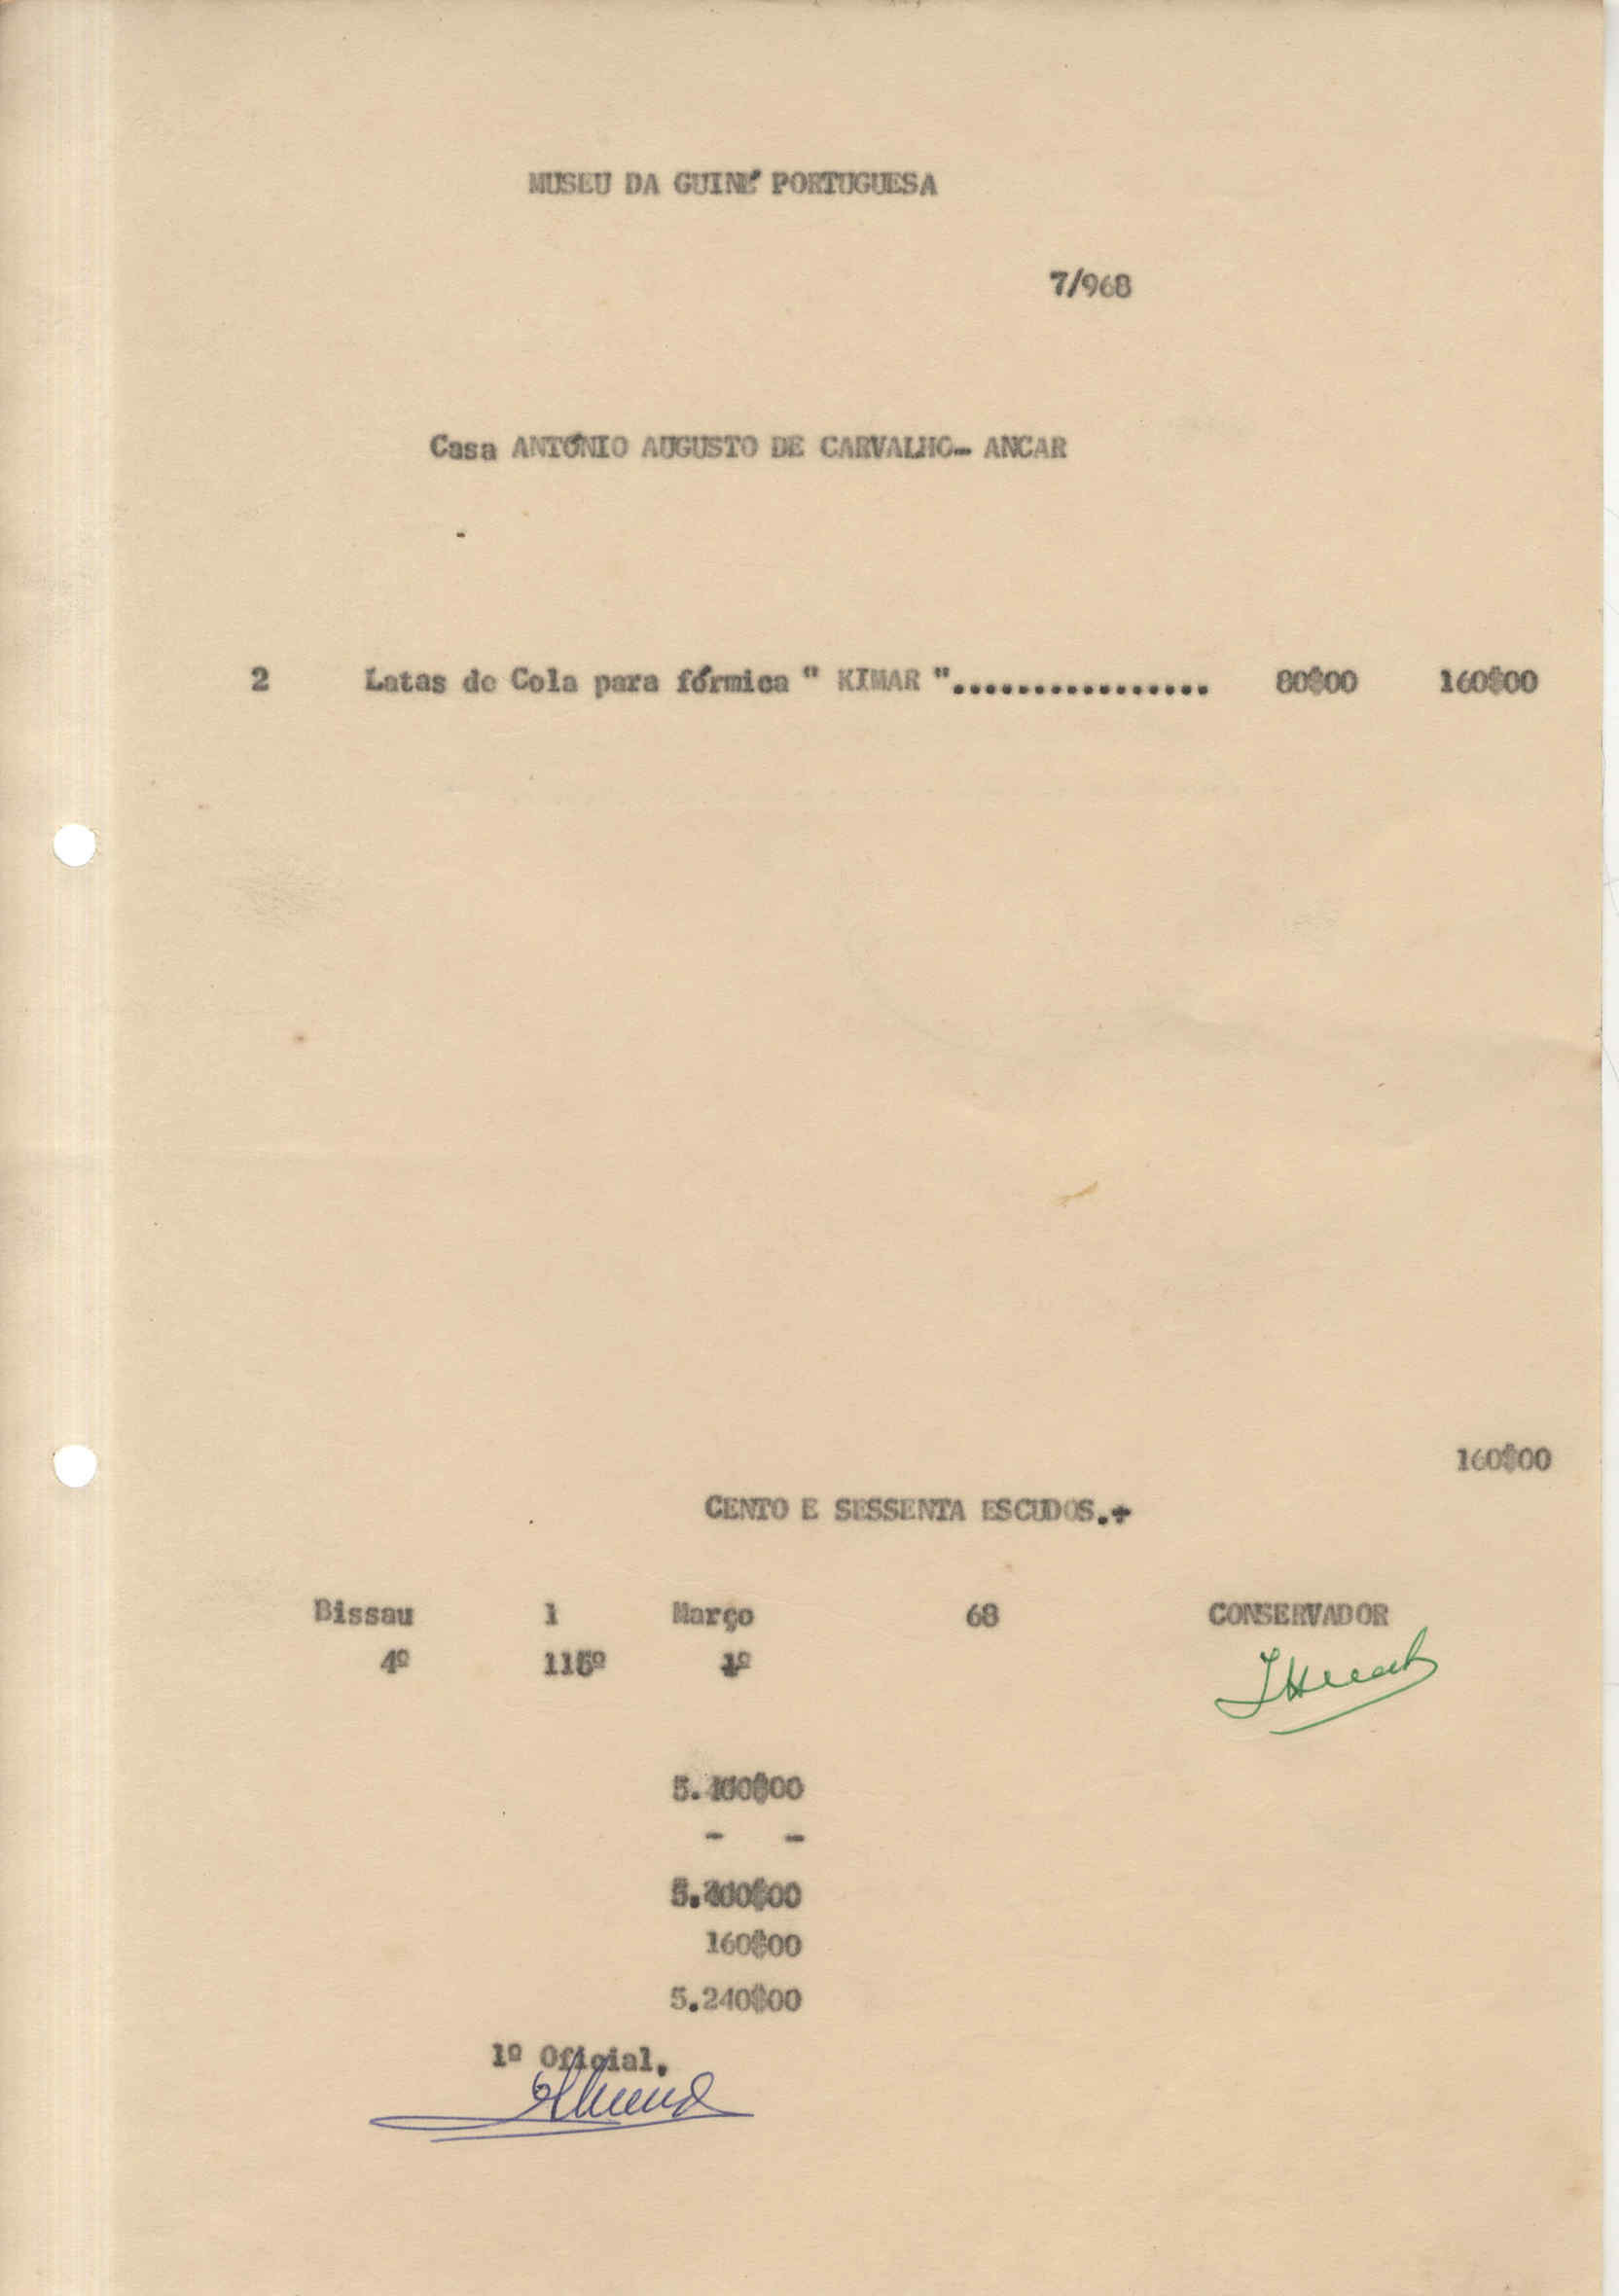 MUSEU DA GUINÉ PORTUGUESA
7/968
Casa ANTÓNIO AUGUSTO DE CARVALHO- ANCAR
-
2 Latas de Cola para fórmica " KIMAR "................ 80$00 160$00
160$00
CENTO E SESSENTA ESCUDOS.+
Bissau 1 Março 68 CONSERVADOR
4º 115º 1º
5.400$00
- -
5.400$00
160$00
5.240$00
1º Oficial.